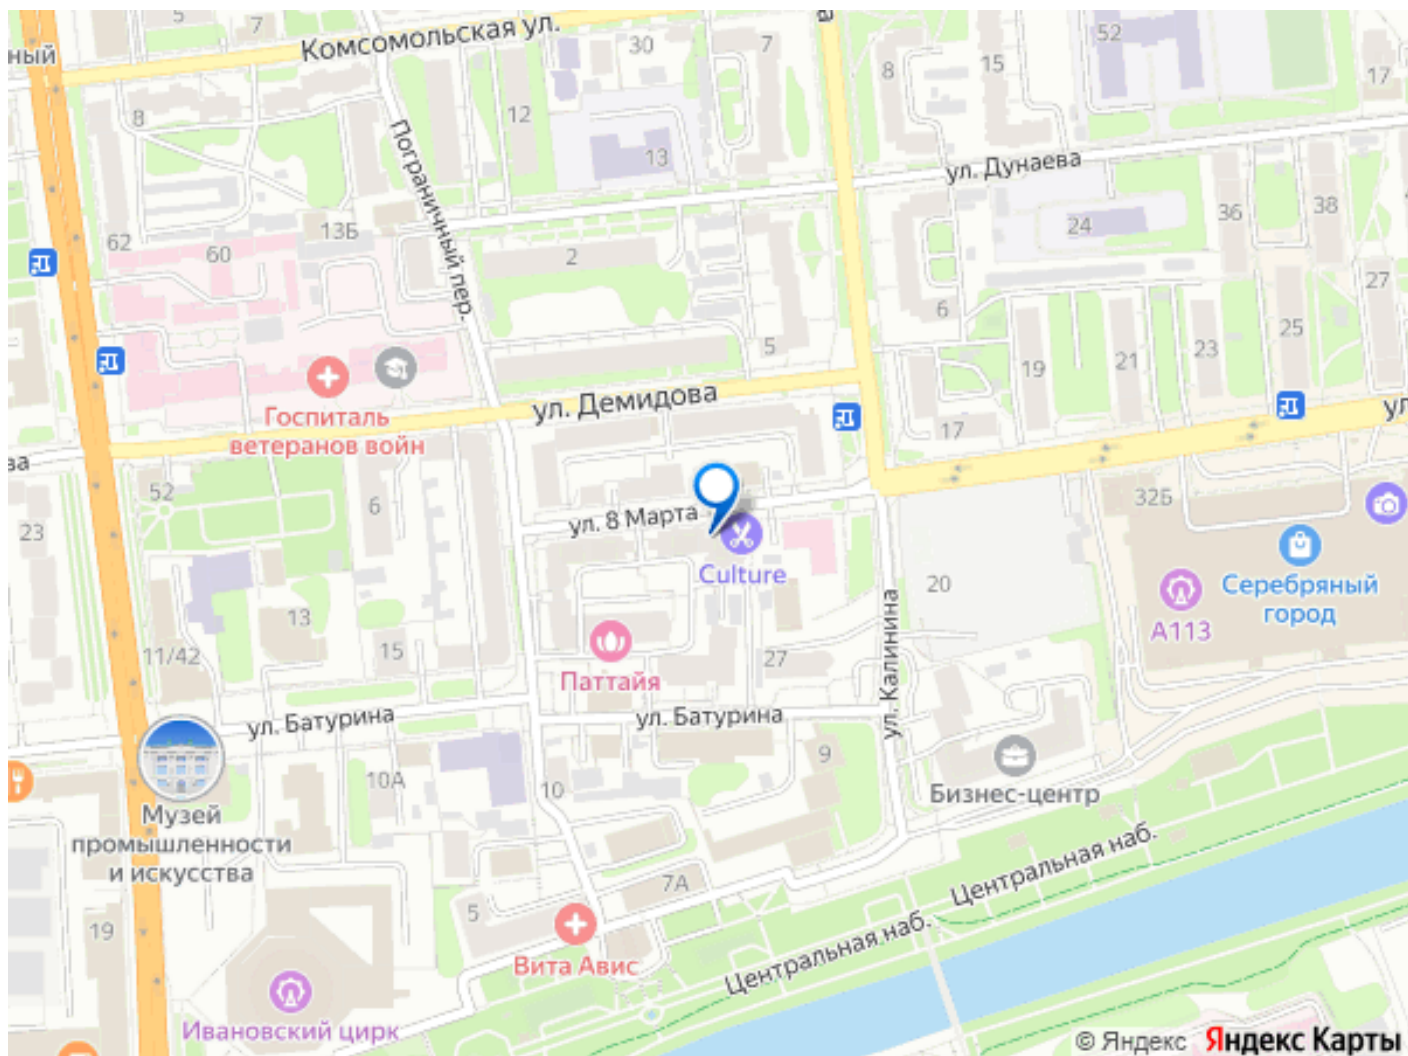 5
7
Комсомольская ул.
30
7
52
15
8
17
ный
8
12
13
Пограничный пер.
ул. Дунаева
62
60
13Б
2
24
36
38
27
6
5
19
21
23
25
Госпиталь
ветеранов войн
ул. Демидова
17
ва
52
6
23
ул. 8 Марта
32Б
Culture
20
Серебряный
город
А113
13
11/42
15
Паттайя
27
ул. Калинина
ул. Батурина
ул. Батурина
9
10А
10
Бизнес-центр
Музей
промышленности
и искусства
7А
5
19
Центральная наб.
Центральная наб.
Вита Авис
Ивановский цирк
© Яндекс Яндекс Карты